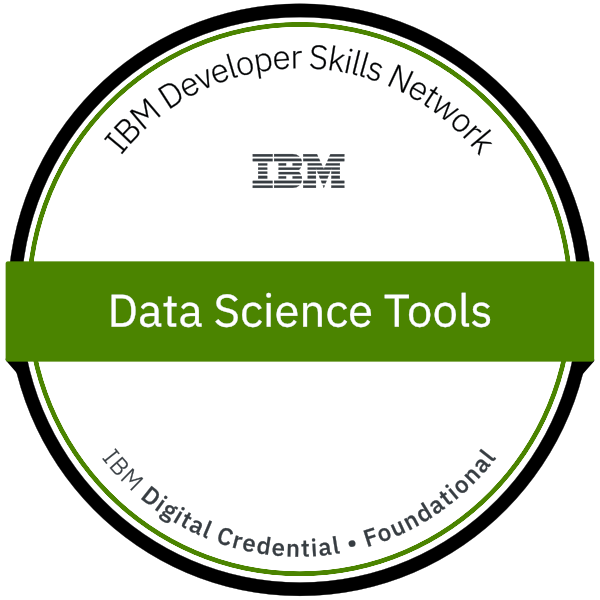 IBM Developer Skills Network
IBM
Data Science Tools
IBM Digital Credential • Foundational